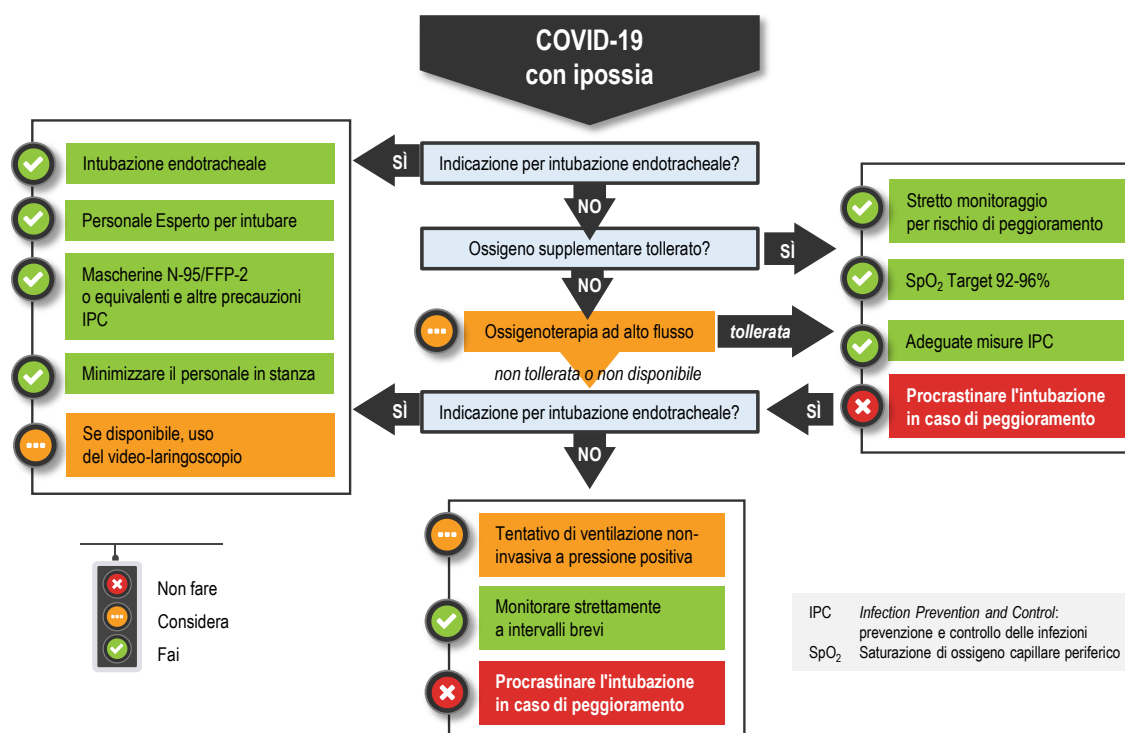 COVID-19
con ipossia
Indicazione per intubazione endotracheale?
SÌ
Intubazione endotracheale
Personale Esperto per intubare
Mascherine N-95/FFP-2
o equivalenti e altre precauzioni
IPC
Minimizzare il personale in stanza
Se disponibile, uso
del video-laringoscopio
NO
Ossigeno supplementare tollerato?
SÌ
Stretto monitoraggio
per rischio di peggioramento
SpO₂ Target 92-96%
Adeguate misure IPC
Procrastinare l'intubazione
in caso di peggioramento
NO
Ossigenoterapia ad alto flusso
tollerata
non tollerata o non disponibile
Indicazione per intubazione endotracheale?
SÌ
SÌ
NO
Tentativo di ventilazione non-
invasiva a pressione positiva
Monitorare strettamente
a intervalli brevi
Procrastinare l'intubazione
in caso di peggioramento
Non fare
Considera
Fai
IPC Infection Prevention and Control:
prevenzione e controllo delle infezioni
SpO₂ Saturazione di ossigeno capillare periferico